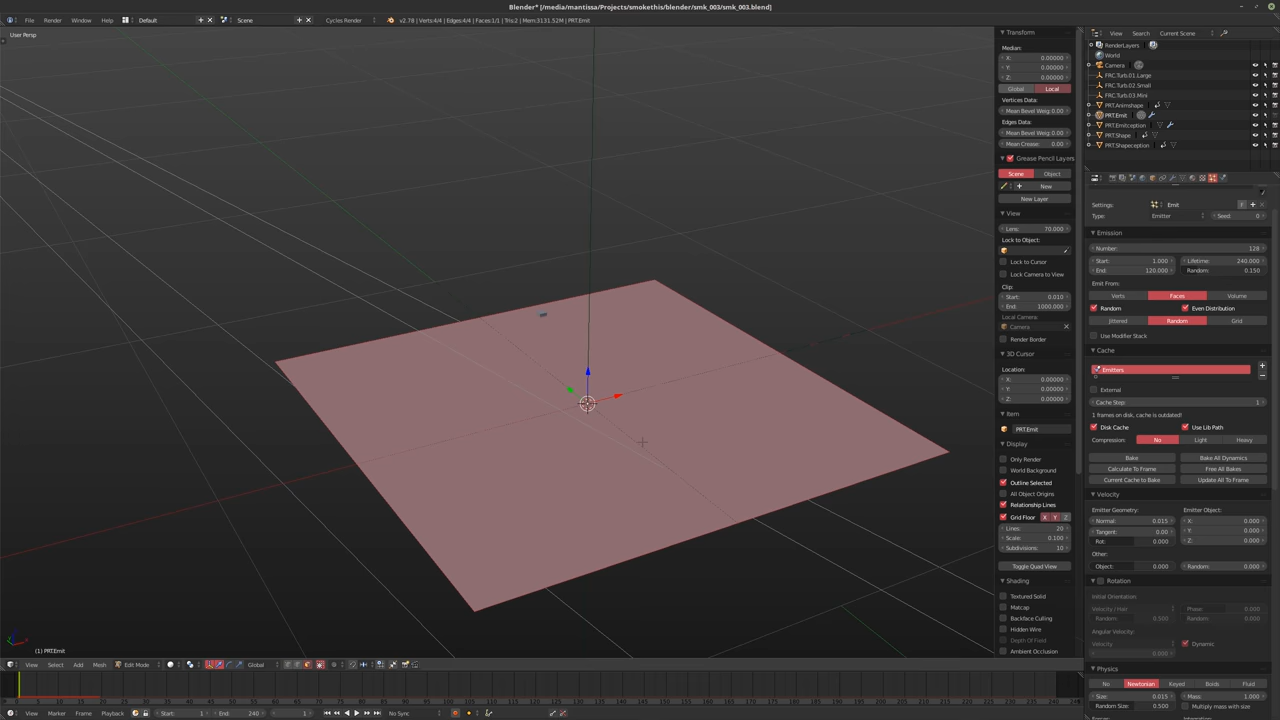 Blender* [/media/mantissa/Projects/smokethis/blender/smk_003/smk_003.blend]
File Render Window Help Default Scene Cycles Render v2.78 | Verts:4/4 | Edges:4/4 | Faces:1/1 | Tris:2 | Mem:3131.52M | PRT.Emit
User Persp
(1) PRT.Emit
View Select Add Mesh Edit Mode Global
0 5 10 15 20 25
View Marker Frame Playback Start: 1 End: 240 1 No Sync
Transform
Median:
X: 0.00000
Y: 0.00000
Z: 0.00000
Global Local
Vertices Data:
Mean Bevel Weig: 0.00
Edges Data:
Mean Bevel Weig: 0.00
Mean Crease: 0.00
Grease Pencil Layers
Scene Object
New
New Layer
View
Lens: 70.000
Lock to Object:
Lock to Cursor
Lock Camera to View
Clip:
Start: 0.010
End: 1000.000
Local Camera:
Camera
Render Border
3D Cursor
Location:
X: 0.00000
Y: 0.00000
Z: 0.00000
Item
PRT.Emit
Display
Only Render
World Background
Outline Selected
All Object Origins
Relationship Lines
Grid Floor X Y Z
Lines: 20
Scale: 0.100
Subdivisions: 10
Toggle Quad View
Shading
Textured Solid
Matcap
Backface Culling
Hidden Wire
Depth Of Field
Ambient Occlusion
View Search Current Scene
RenderLayers
World
Camera
FRC.Turb.01.Large
FRC.Turb.02.Small
FRC.Turb.03.Mini
PRT.Animshape
PRT.Emit
PRT.Emitception
PRT.Shape
PRT.Shapeception
Settings: Emit F
Type: Emitter Seed: 0
Emission
Number: 128
Start: 1.000 Lifetime: 240.000
End: 120.000 Random: 0.150
Emit From:
Verts Faces Volume
Random Even Distribution
Jittered Random Grid
Use Modifier Stack
Cache
Emitters
External
Cache Step: 1
1 frames on disk, cache is outdated!
Disk Cache Use Lib Path
Compression: No Light Heavy
Bake Bake All Dynamics
Calculate To Frame Free All Bakes
Current Cache to Bake Update All To Frame
Velocity
Emitter Geometry: Emitter Object:
Normal: 0.015 X: 0.000
Tangent: 0.00 Y: 0.000
Rot: 0.000 Z: 0.000
Other:
Object: 0.000 Random: 0.000
Rotation
Initial Orientation:
Velocity / Hair Phase: 0.000
Random: 0.500 Random: 0.000
Angular Velocity:
Velocity Dynamic
0.000
Physics
No Newtonian Keyed Boids Fluid
Size: 0.015 Mass: 1.000
Random Size: 0.500 Multiply mass with size